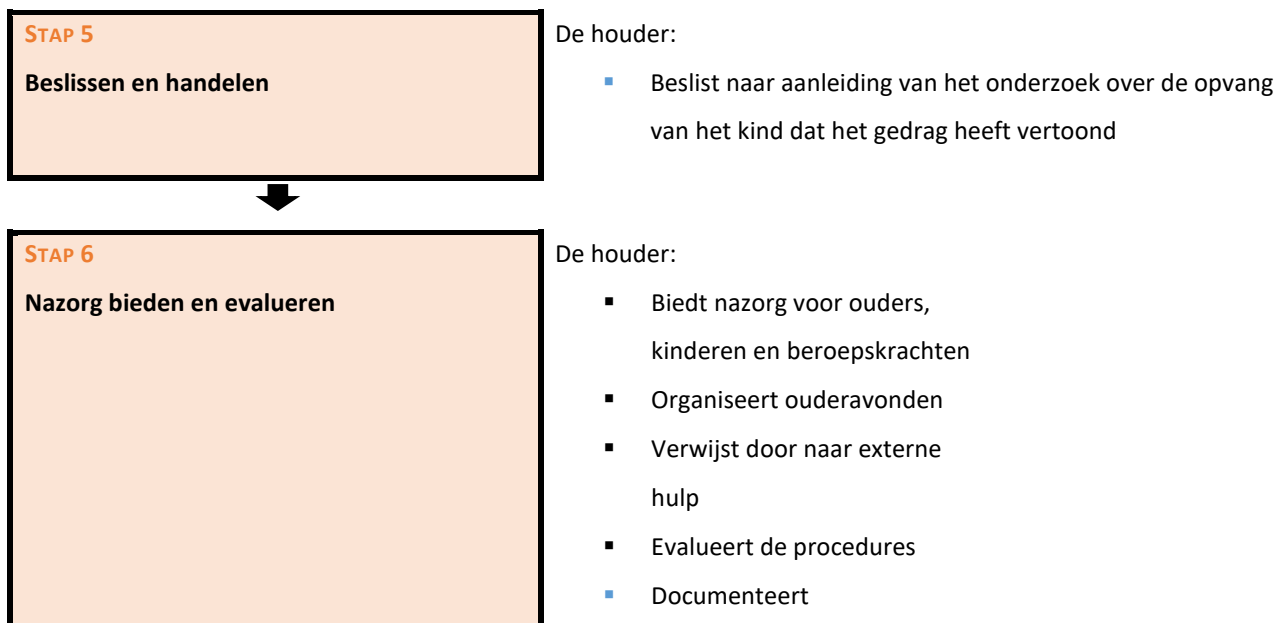 STAP 5
Beslissen en handelen
De houder:
▪ Beslist naar aanleiding van het onderzoek over de opvang
van het kind dat het gedrag heeft vertoond
STAP 6
Nazorg bieden en evalueren
De houder:
▪ Biedt nazorg voor ouders,
kinderen en beroepskrachten
▪ Organiseert ouderavonden
▪ Verwijst door naar externe
hulp
▪ Evalueert de procedures
▪ Documenteert